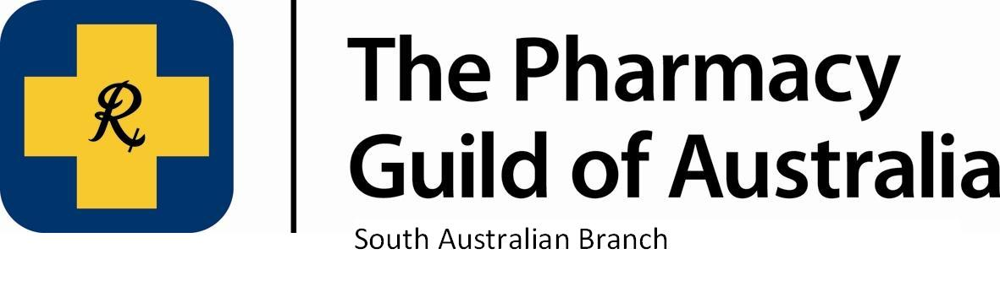 ℞
The Pharmacy
Guild of Australia
South Australian Branch